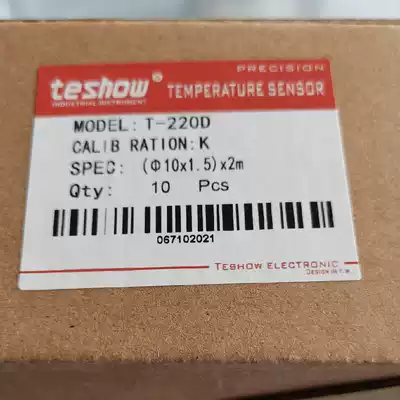 PRECISION
teshow®
INDUSTRIAL INSTRUMENT
TEMPERATURE SENSOR
MODEL: T-220D
CALIB RATION: K
SPEC: (Φ10x1.5)x2m
Qty: 10 Pcs
067102021
TESHOW ELECTRONIC